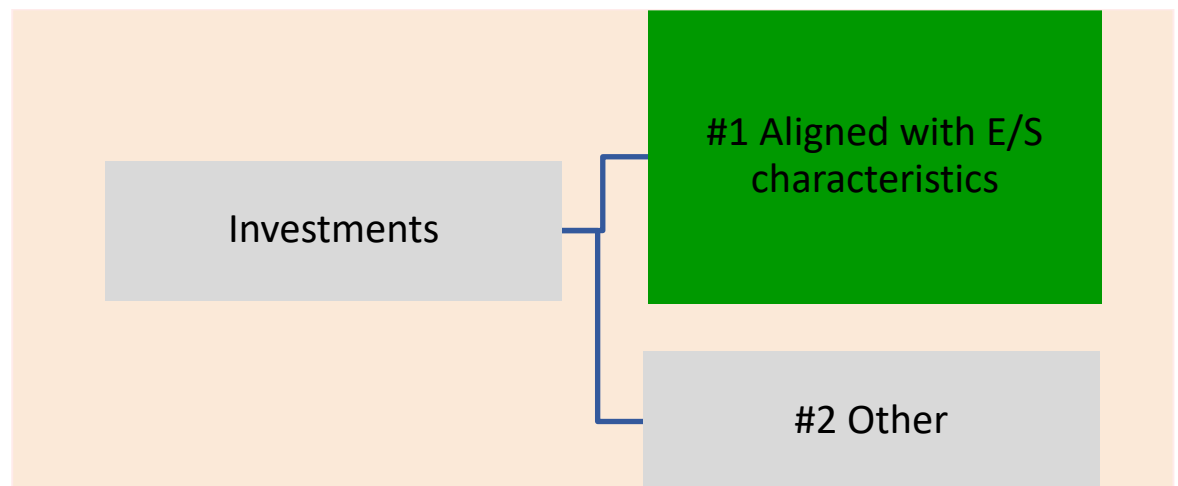 #1 Aligned with E/S
characteristics
Investments
#2 Other